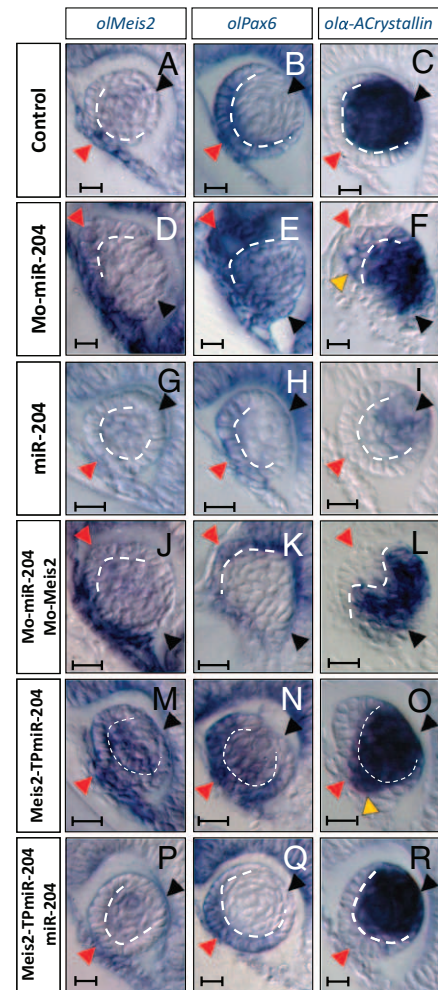 olMeis2 olPax6 olα-ACrystallin
Control A B C
Mo-miR-204 D E F
miR-204 G H I
Mo-miR-204
Mo-Meis2 J K L
Meis2-TPmiR-204 M N O
Meis2-TPmiR-204
miR-204 P Q R